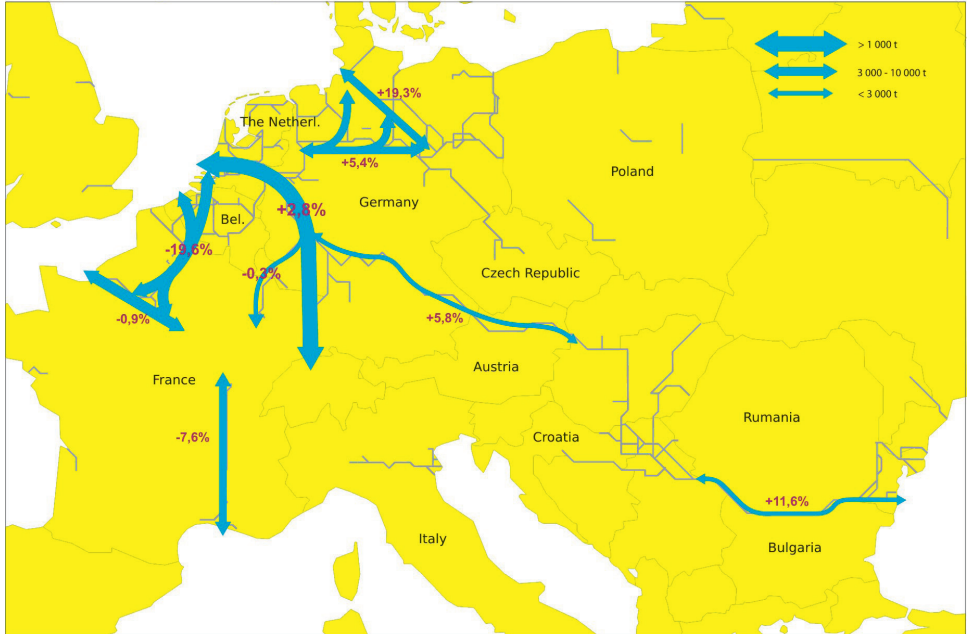 > 1 000 t
3 000 - 10 000 t
< 3 000 t
+19,3%
The Netherl.
+5,4%
Poland
Germany
+2,8%
Bel.
-19,6%
-0,3%
Czech Republic
-0,9%
+5,8%
Austria
France
Rumania
-7,6%
Croatia
+11,6%
Italy
Bulgaria